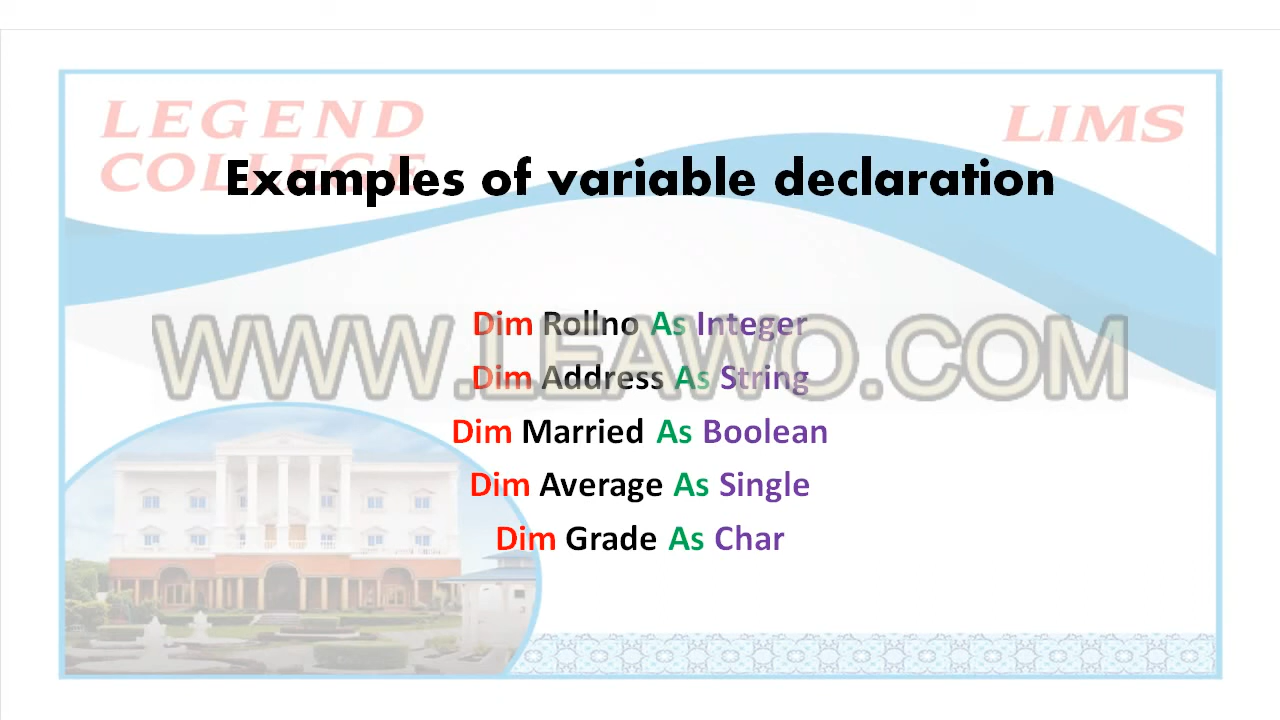 LEGEND
COLLEGE
LIMS
Examples of variable declaration
Dim Rollno As Integer
WWW.LEAWO.COM
Dim Address As String
Dim Married As Boolean
Dim Average As Single
Dim Grade As Char